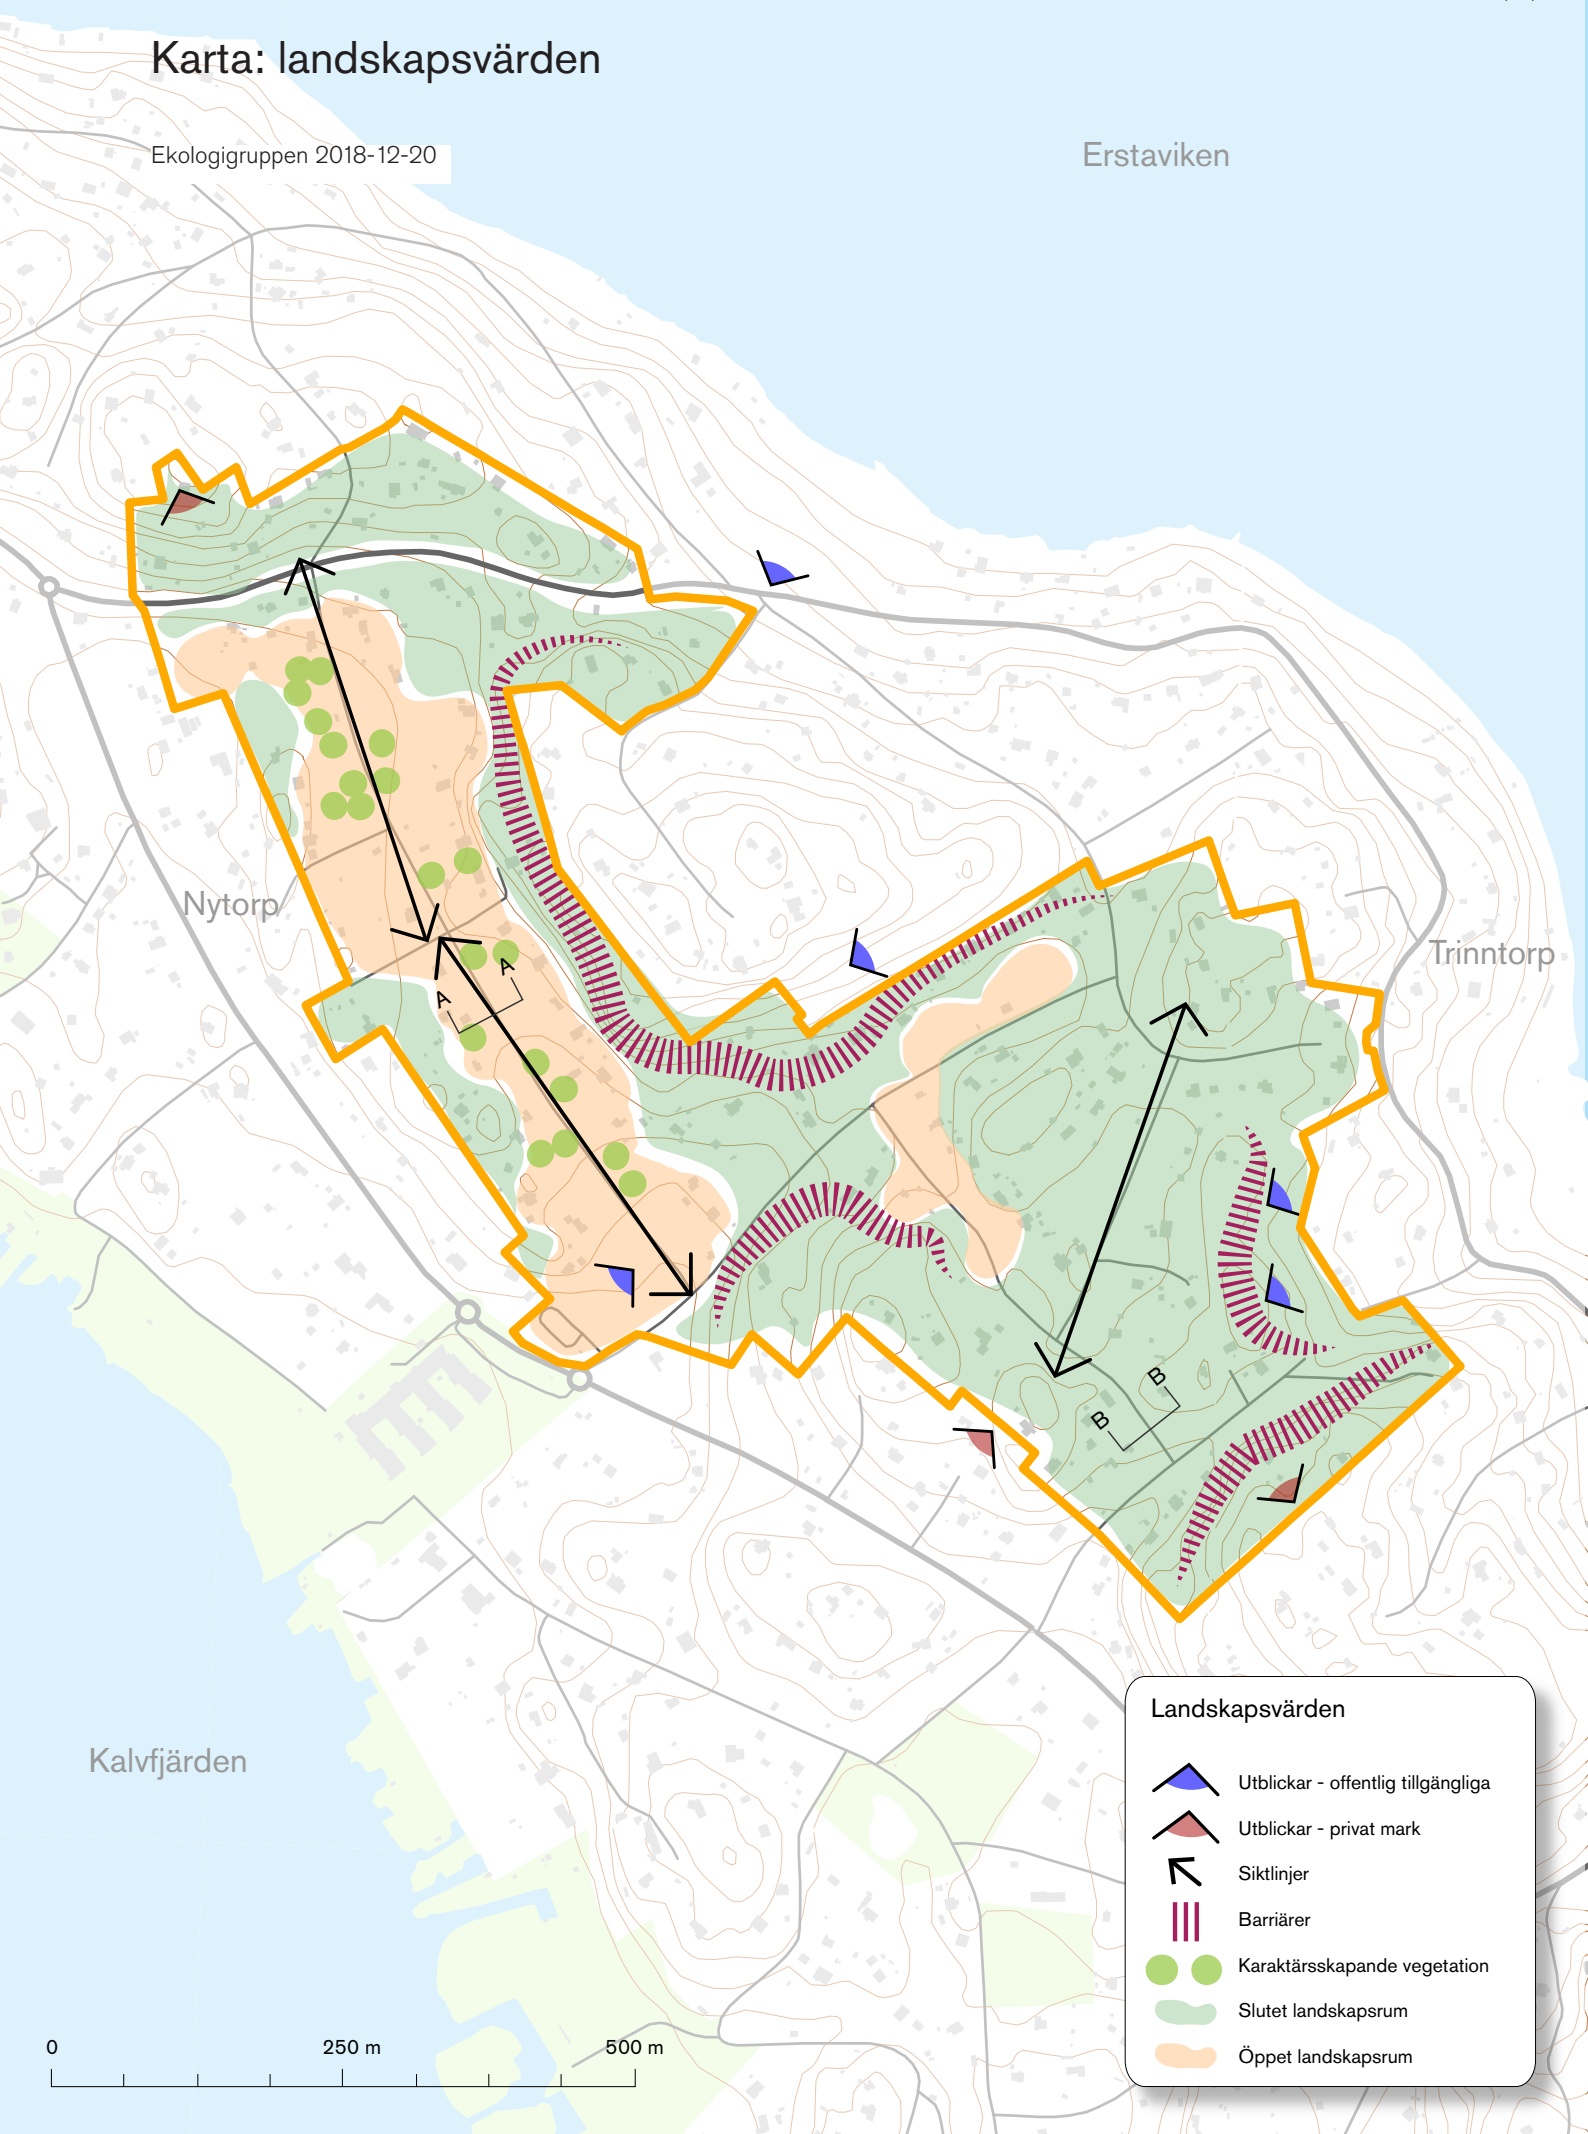 Karta: landskapsvärden
Ekologigruppen 2018-12-20
Erstaviken
Nytorp
Trinntorp
A
A
B
B
Kalvfjärden
Landskapsvärden
Utblickar - offentlig tillgängliga
Utblickar - privat mark
Siktlinjer
Barriärer
Karaktärsskapande vegetation
Slutet landskapsrum
Öppet landskapsrum
0 250 m 500 m